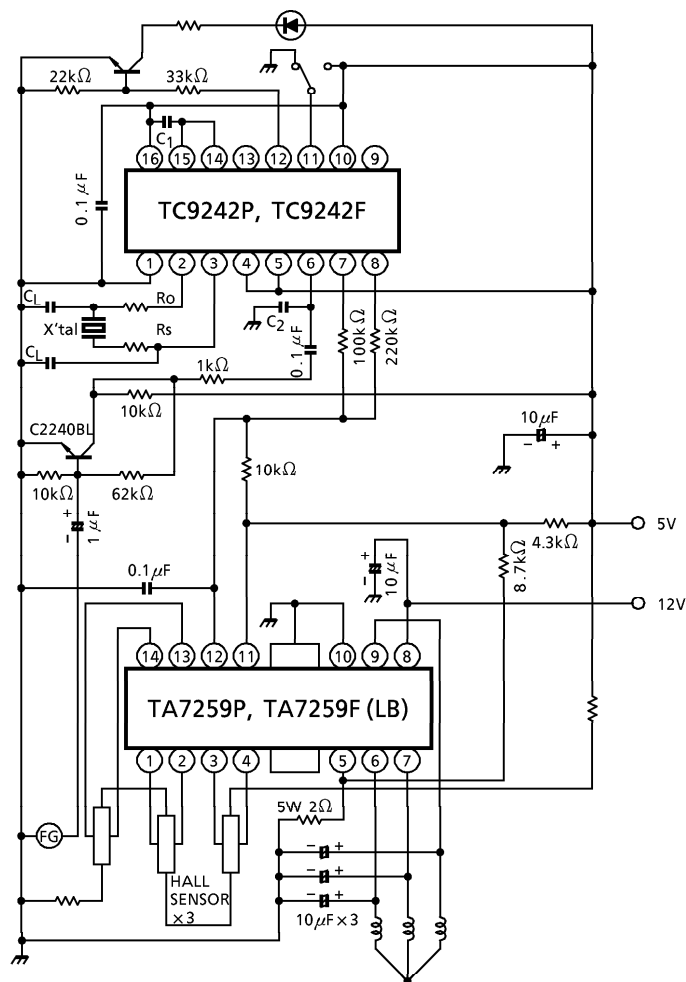 22kΩ 33kΩ
C1
16 15 14 13 12 11 10 9
0.1μF
TC9242P, TC9242F
1 2 3 4 5 6 7 8
CL Ro
X'tal C2
Rs
CL
0.1μF
100kΩ
220kΩ
1kΩ
10kΩ
C2240BL
10μF
− +
10kΩ
10kΩ 62kΩ
+
−
1μF
5V
4.3kΩ
8.7kΩ
+
−
10μF
0.1μF
12V
14 13 12 11 10 9 8
TA7259P, TA7259F (LB)
1 2 3 4 5 6 7
5W 2Ω
FG
− +
− +
− +
HALL
SENSOR
×3
10μF×3